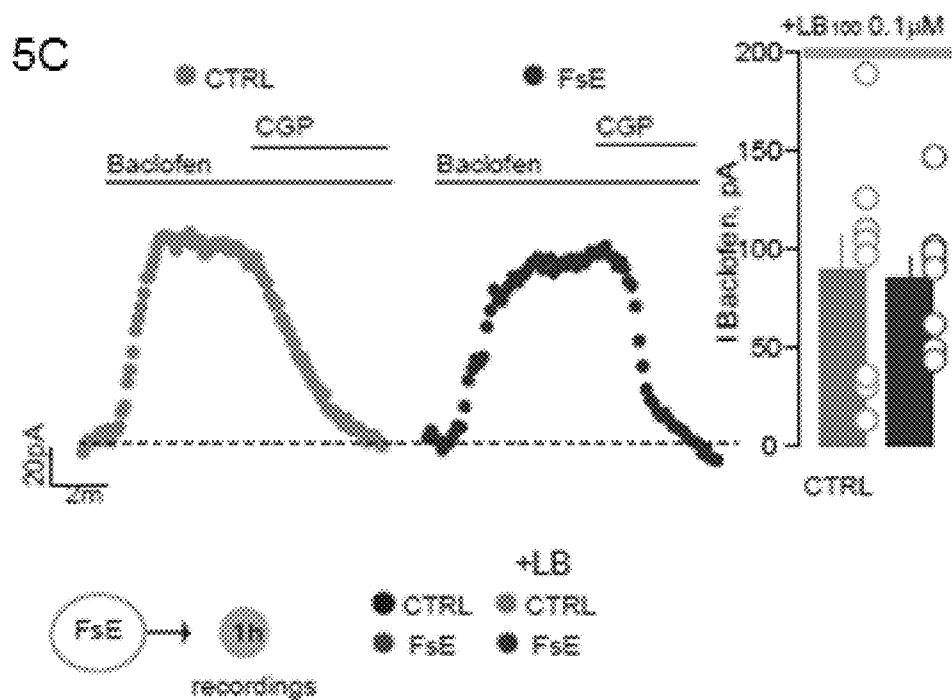 5C
CTRL
FsE
CGP
CGP
Baclofen
Baclofen
20pA
2m
+LB100 0.1µM
200
150
100
50
0
I Baclofen, pA
CTRL
FsE
1h
recordings
+LB
CTRL CTRL
FsE FsE